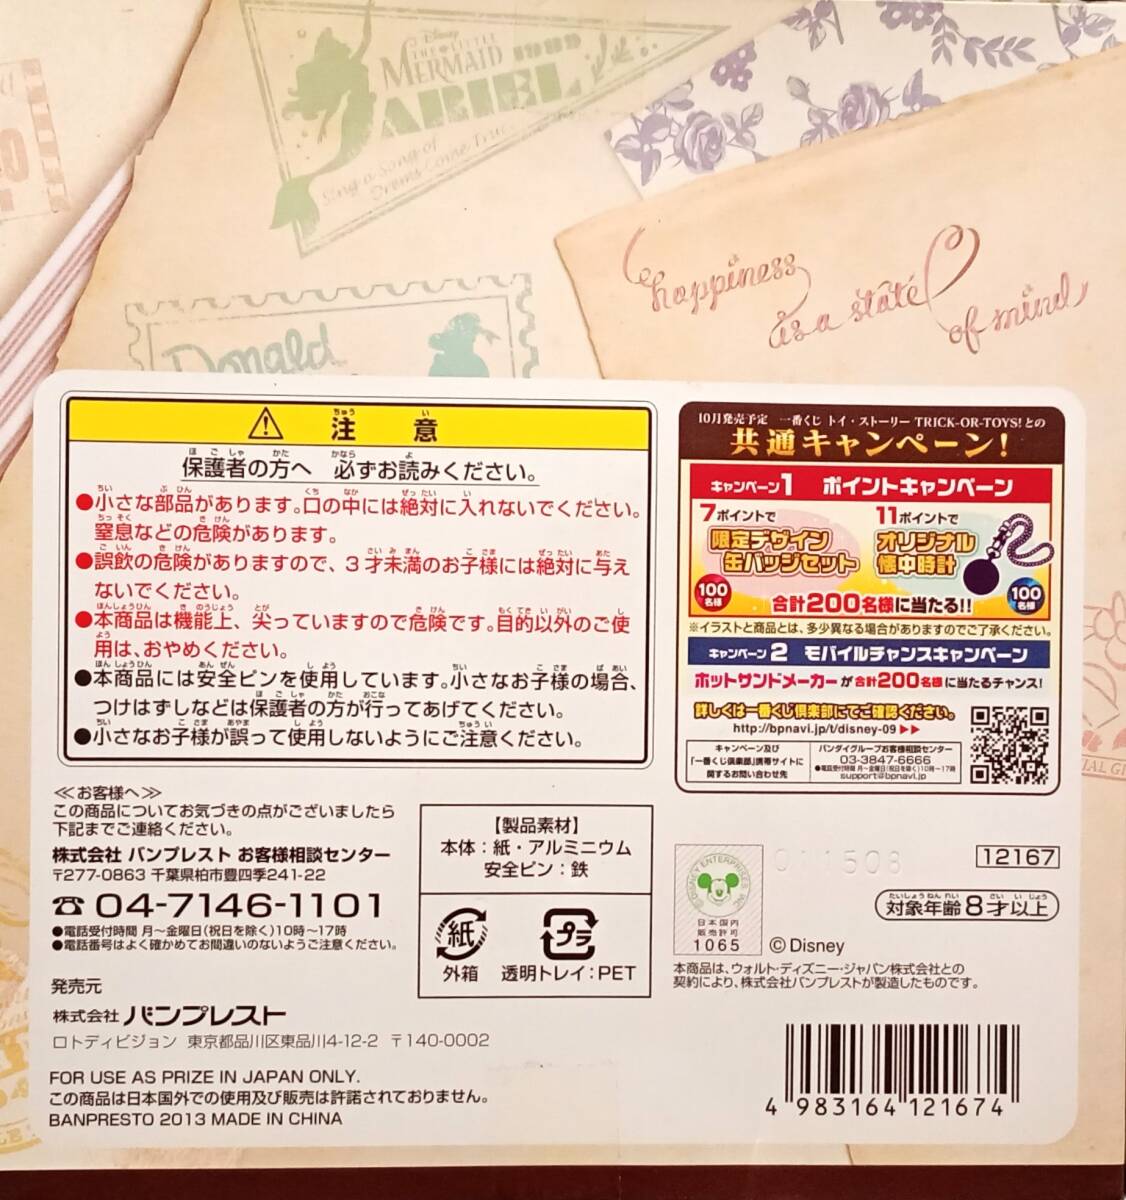 Disney
THE LITTLE
MERMAID 1989
ARIEL
Sing a Song of
Dreams Come True
happiness
is a state
of mind
Donald
⚠ 注意
保護者の方へ 必ずお読みください。
●小さな部品があります。口の中には絶対に入れないでください。
窒息などの危険があります。
●誤飲の危険がありますので、3才未満のお子様には絶対に与え
ないでください。
●本商品は機能上、尖っていますので危険です。目的以外のご使
用は、おやめください。
●本商品には安全ピンを使用しています。小さなお子様の場合、
つけはずしなどは保護者の方が行ってあげてください。
●小さなお子様が誤って使用しないようにご注意ください。
10月発売予定 一番くじ トイ・ストーリー TRICK-OR-TOYS!との
共通キャンペーン!
キャンペーン1 ポイントキャンペーン
7ポイントで
限定デザイン
缶バッジセット
100名様
11ポイントで
オリジナル
懐中時計
100名様
合計200名様に当たる!!
※イラストと商品とは、多少異なる場合がありますのでご了承ください。
キャンペーン2 モバイルチャンスキャンペーン
ホットサンドメーカーが合計200名様に当たるチャンス!
詳しくは一番くじ倶楽部にてご確認ください。
http://bpnavi.jp/t/disney-09 ▶▶
キャンペーン及び
「一番くじ倶楽部」携帯サイトに
関するお問い合わせ先
バンダイグループお客様相談センター
03-3847-6666
●電話受付時間 月〜金曜日(祝日を除く)10時〜17時
support@bpnavi.jp
≪お客様へ≫
この商品についてお気づきの点がございましたら
下記までご連絡ください。
株式会社 バンプレスト お客様相談センター
〒277-0863 千葉県柏市豊四季241-22
☎ 04-7146-1101
●電話受付時間 月〜金曜日(祝日を除く)10時〜17時
●電話番号はよく確かめてお間違いのないようご注意ください。
発売元
株式会社 バンプレスト
ロトディビジョン 東京都品川区東品川4-12-2 〒140-0002
FOR USE AS PRIZE IN JAPAN ONLY.
この商品は日本国外での使用及び販売は許諾されておりません。
BANPRESTO 2013 MADE IN CHINA
【製品素材】
本体:紙・アルミニウム
安全ピン:鉄
紙
外箱
プラ
透明トレイ:PET
DISNEY ENTERPRISES INC
日本国内
販売許可
1065
011508
12167
対象年齢8才以上
©Disney
本商品は、ウォルト・ディズニー・ジャパン株式会社との
契約により、株式会社バンプレストが製造したものです。
4 983164 121674